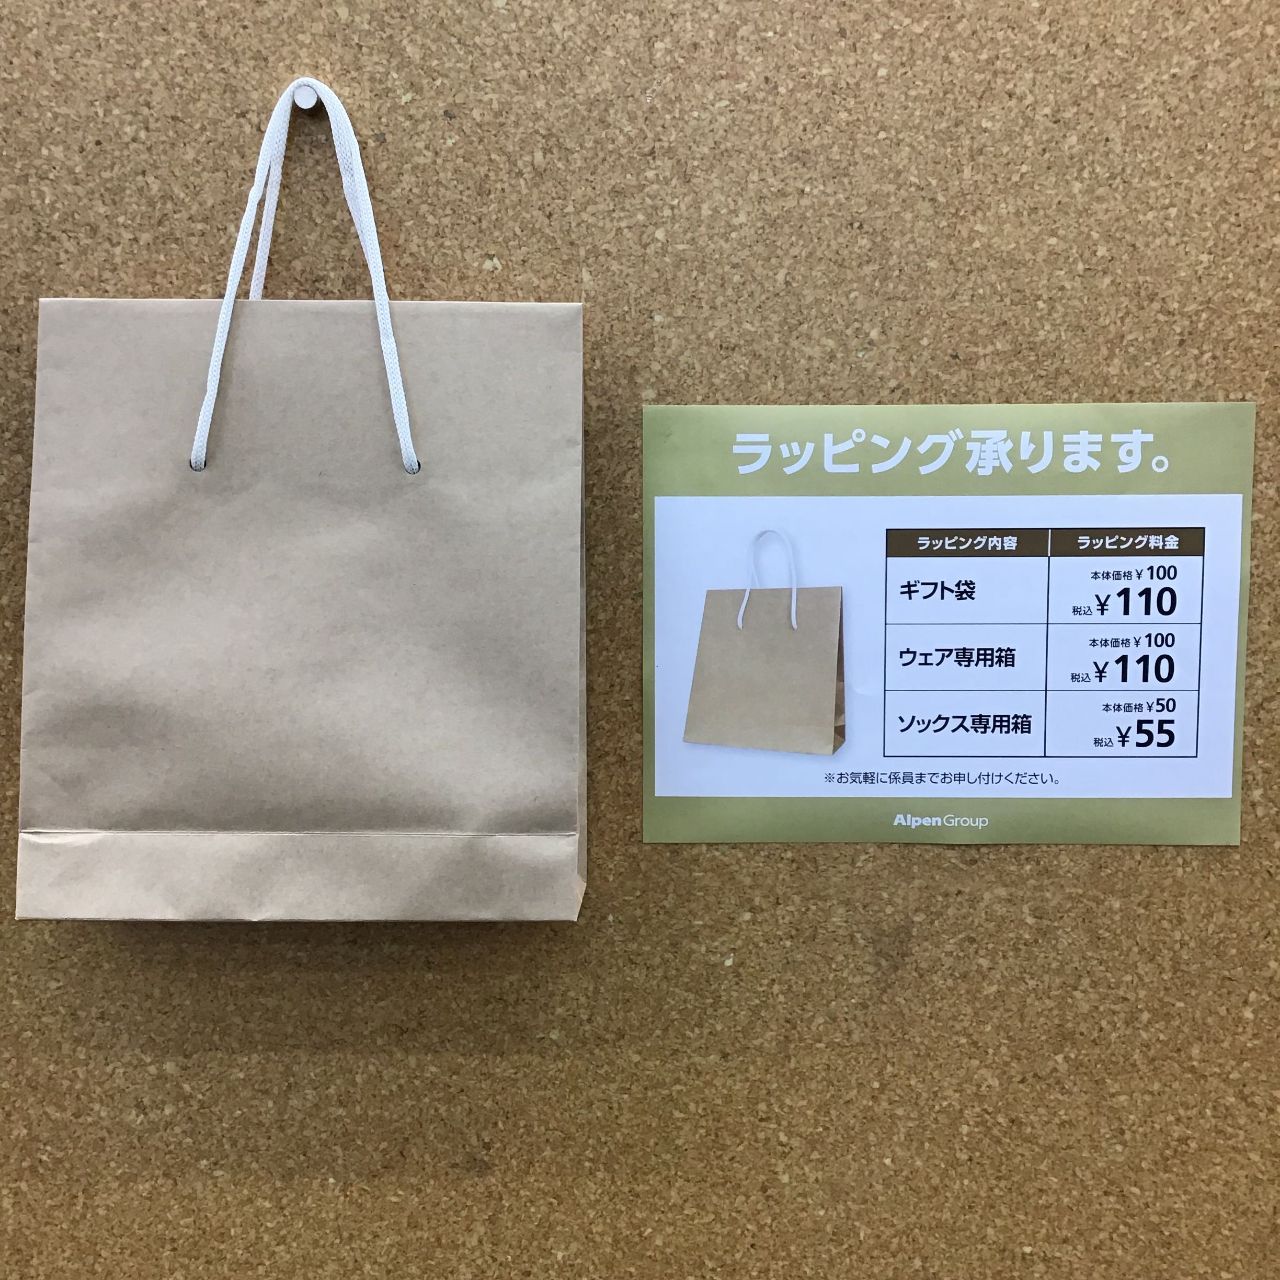 ラッピング承ります。
ラッピング内容 ラッピング料金
ギフト袋 本体価格¥100
税込¥110
ウェア専用箱 本体価格¥100
税込¥110
ソックス専用箱 本体価格¥50
税込¥55
※お気軽に係員までお申し付けください。
AlpenGroup